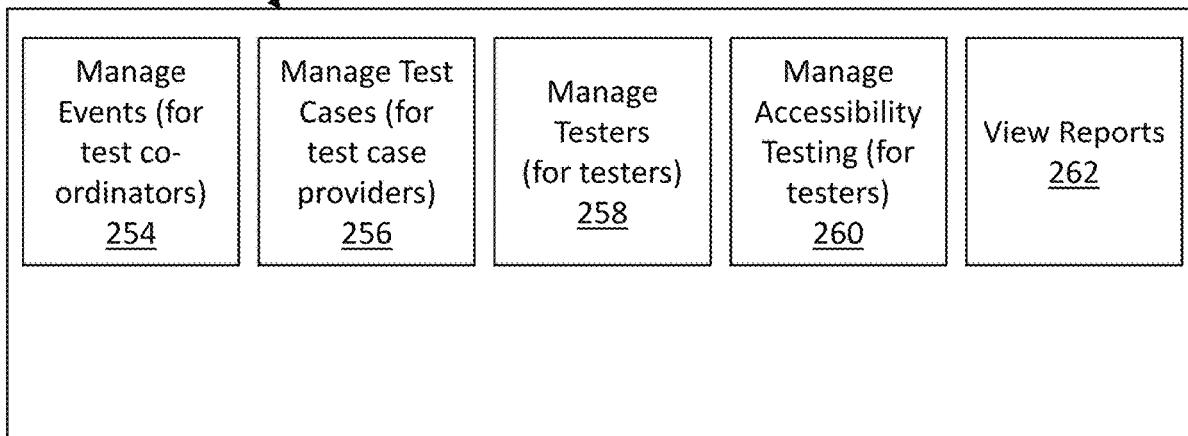 Manage
Events (for
test co-
ordinators)
254
Manage Test
Cases (for
test case
providers)
256
Manage
Testers
(for testers)
258
Manage
Accessibility
Testing (for
testers)
260
View Reports
262